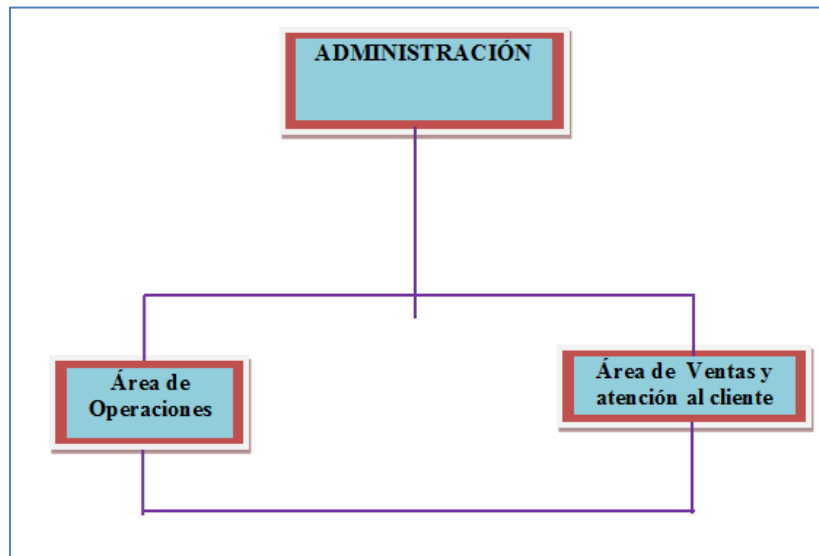 ADMINISTRACIÓN
Área de
Operaciones
Área de Ventas y
atención al cliente